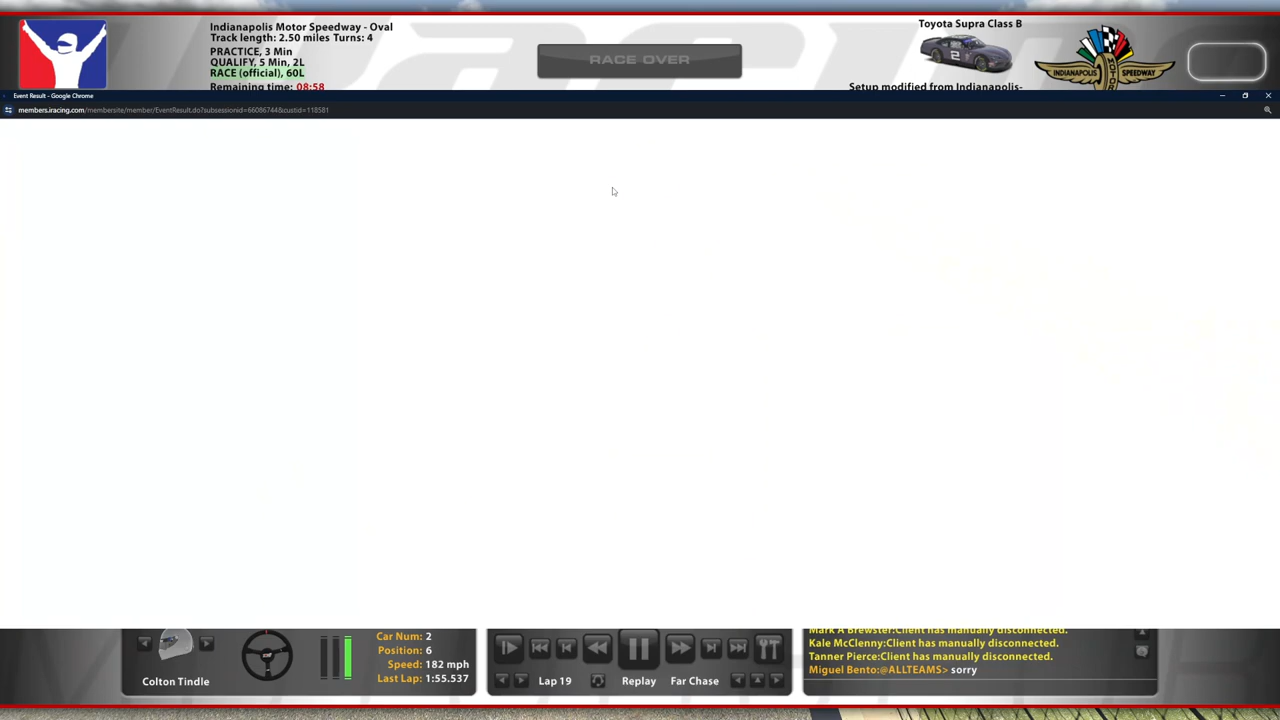 Indianapolis Motor Speedway - Oval
Track length: 2.50 miles Turns: 4
PRACTICE, 3 Min
QUALIFY, 5 Min, 2L
RACE (official), 60L
Remaining time: 08:58
RACE OVER
Toyota Supra Class B
2
INDIANAPOLIS MOTOR SPEEDWAY
Setup modified from Indianapolis-
Event Result - Google Chrome
members.iracing.com/membersite/member/EventResult.do?subsessionid=66086744&custid=118581
Colton Tindle
Car Num: 2
Position: 6
Speed: 182 mph
Last Lap: 1:55.537
Lap 19
Replay
Far Chase
Mark A Brewster:Client has manually disconnected.
Kale McClenny:Client has manually disconnected.
Tanner Pierce:Client has manually disconnected.
Miguel Bento:@ALLTEAMS> sorry